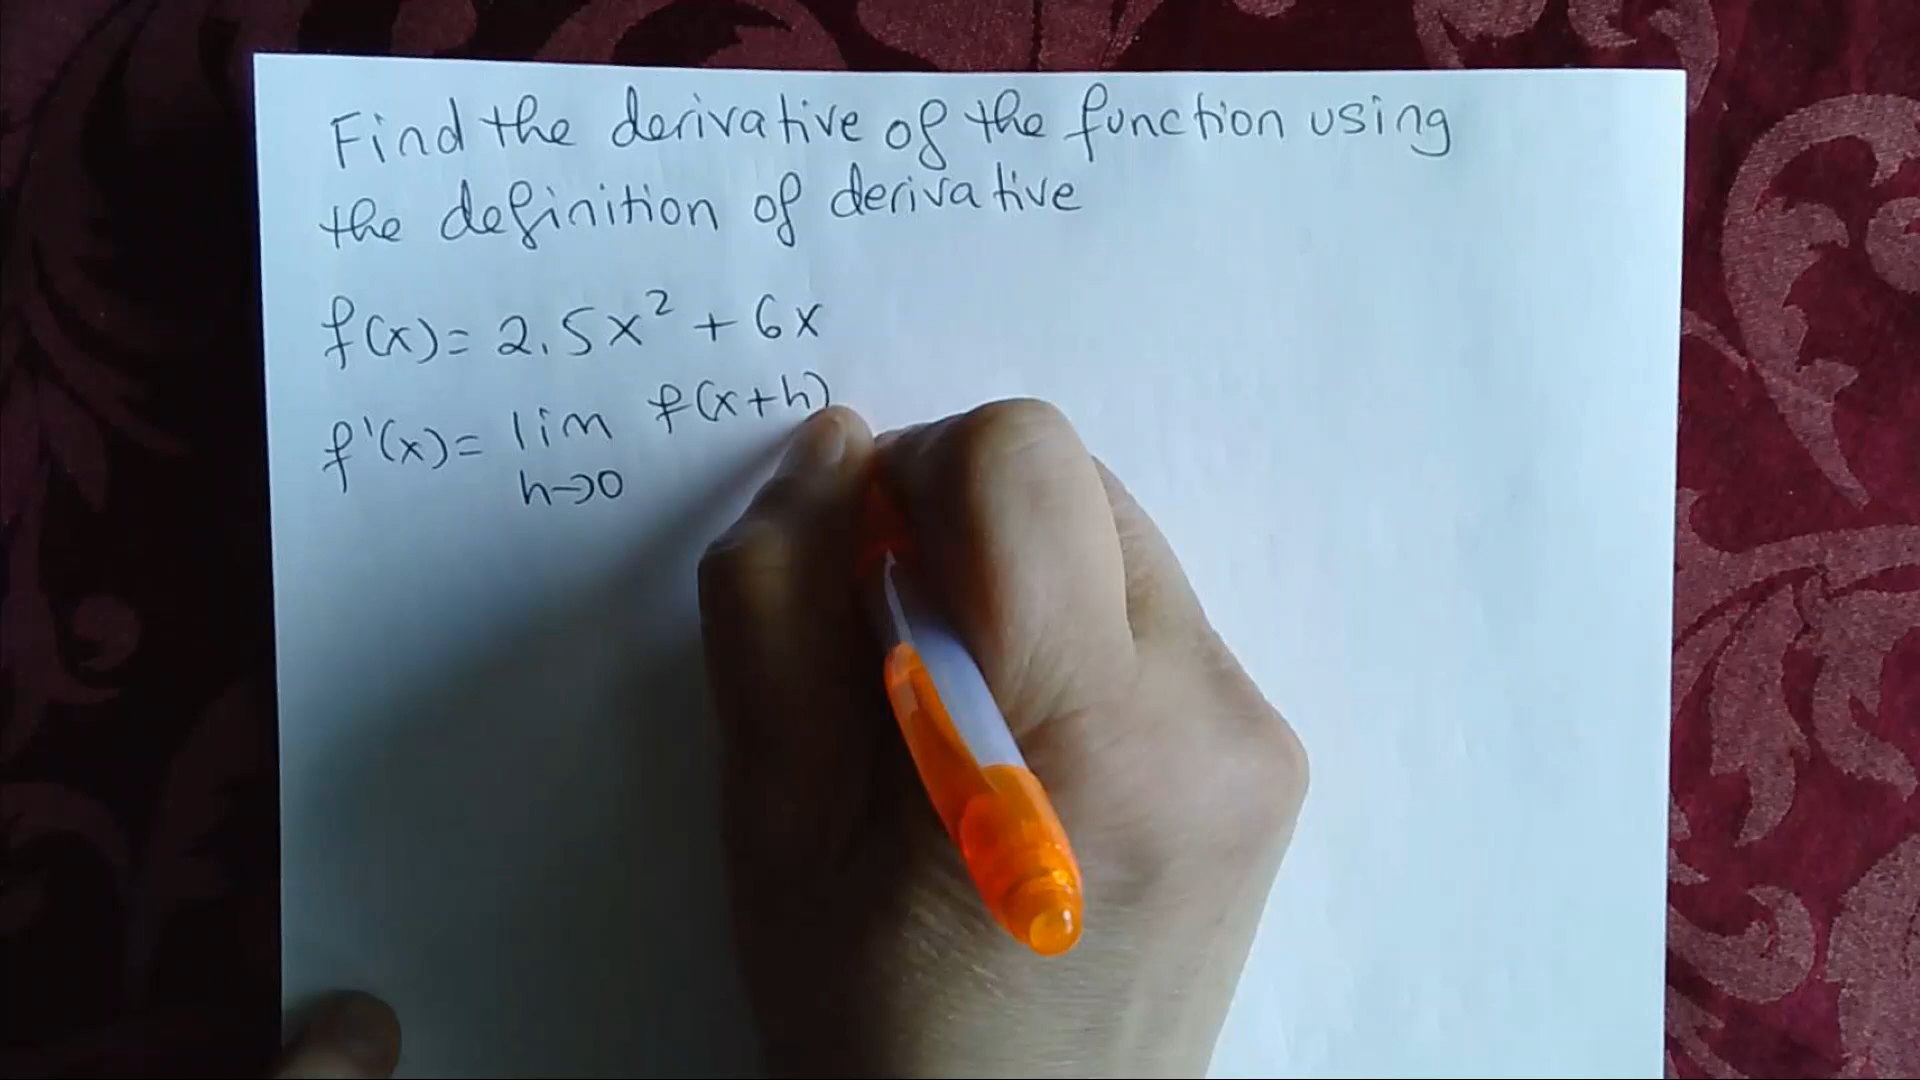 Find the derivative of the function using
the definition of derivative
f(x) = 2.5x² + 6x
f'(x) = lim f(x+h)
h→0